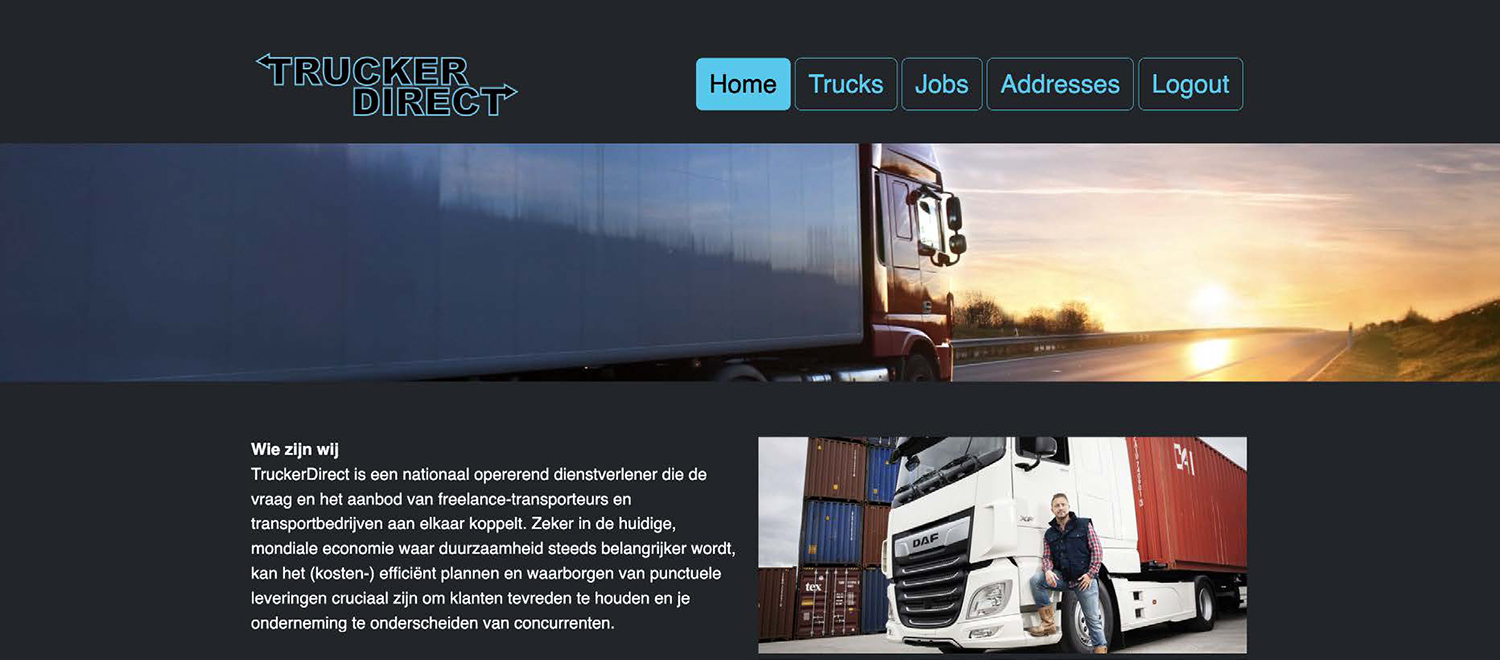 TRUCKER
DIRECT
Home
Trucks
Jobs
Addresses
Logout
Wie zijn wij
TruckerDirect is een nationaal opererend dienstverlener die de
vraag en het aanbod van freelance-transporteurs en
transportbedrijven aan elkaar koppelt. Zeker in de huidige,
mondiale economie waar duurzaamheid steeds belangrijker wordt,
kan het (kosten-) efficiënt plannen en waarborgen van punctuele
leveringen cruciaal zijn om klanten tevreden te houden en je
onderneming te onderscheiden van concurrenten.
DAF
XF
tex